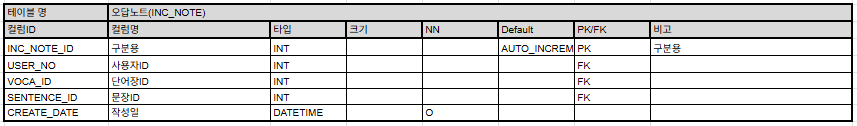 테이블 명 오답노트(INC_NOTE)
컬럼ID 컬럼명 타입 크기 NN Default PK/FK 비고
INC_NOTE_ID 구분용 INT AUTO_INCREM PK 구분용
USER_NO 사용자ID INT FK
VOCA_ID 단어장ID INT FK
SENTENCE_ID 문장ID INT FK
CREATE_DATE 작성일 DATETIME O